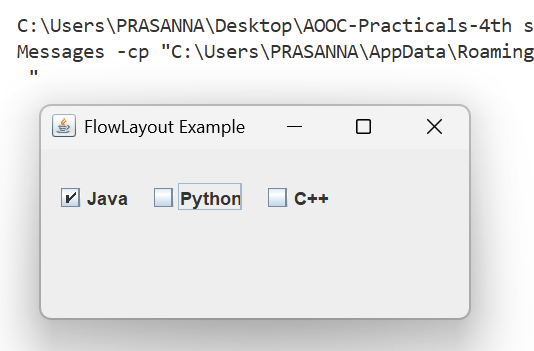 C:\Users\PRASANNA\Desktop\AOOC-Practicals-4th s
Messages -cp "C:\Users\PRASANNA\AppData\Roaming
"
FlowLayout Example
Java Python C++